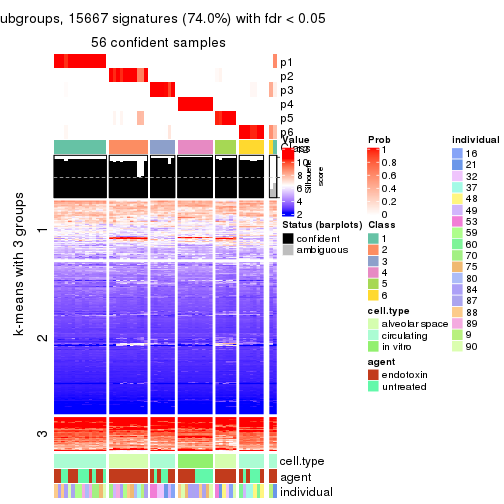 ubgroups, 15667 signatures (74.0%) with fdr < 0.05
56 confident samples
p1
p2
p3
p4
p5
p6
Class
Silhouette score
k-means with 3 groups
1
2
3
cell.type
agent
individual
Value
12
10
8
6
4
2
Status (barplots)
confident
ambiguous
Prob
1
0.8
0.6
0.4
0.2
0
Class
1
2
3
4
5
6
cell.type
alveolar space
circulating
in vitro
agent
endotoxin
untreated
individual
16
21
32
37
48
49
53
59
60
70
75
80
84
87
88
89
9
90